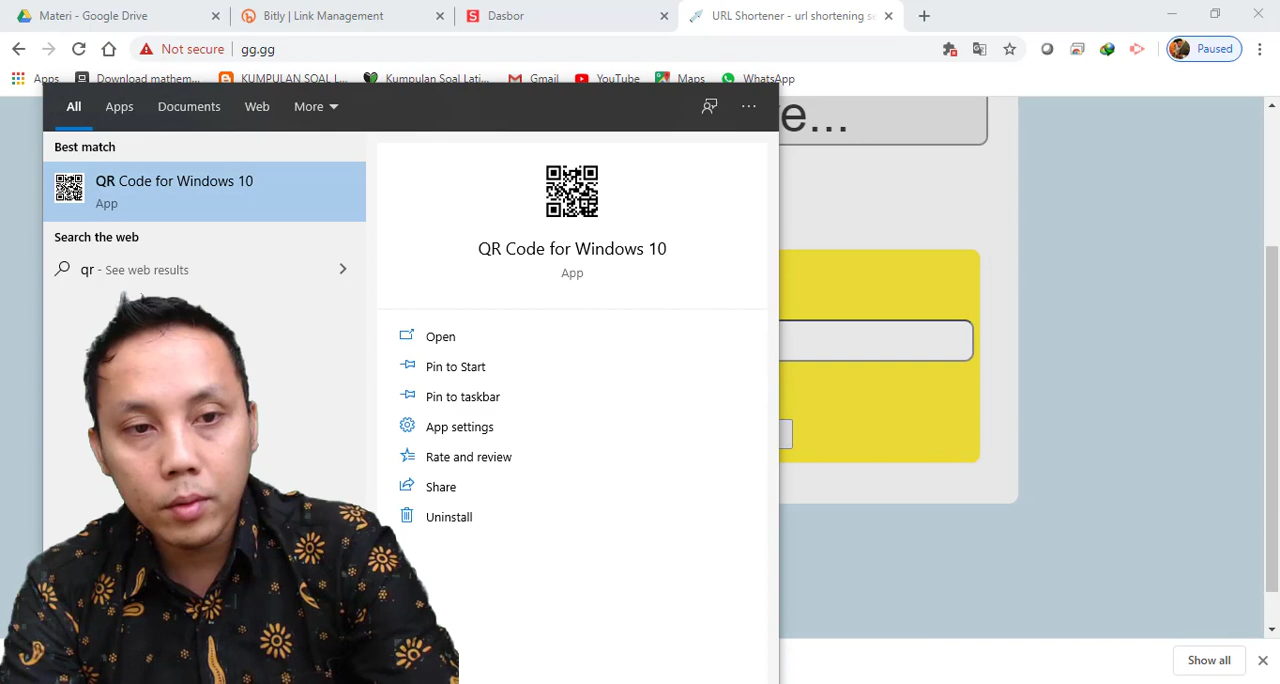 Materi - Google Drive
Bitly | Link Management
Dasbor
URL Shortener - url shortening se
Not secure
gg.gg
Paused
Apps
Download mathem...
KUMPULAN SOAL L...
Kumpulan Soal Lati...
Gmail
YouTube
Maps
WhatsApp
All
Apps
Documents
Web
More
e...
Best match
QR Code for Windows 10
App
Search the web
qr - See web results
QR Code for Windows 10
App
Open
Pin to Start
Pin to taskbar
App settings
Rate and review
Share
Uninstall
Show all